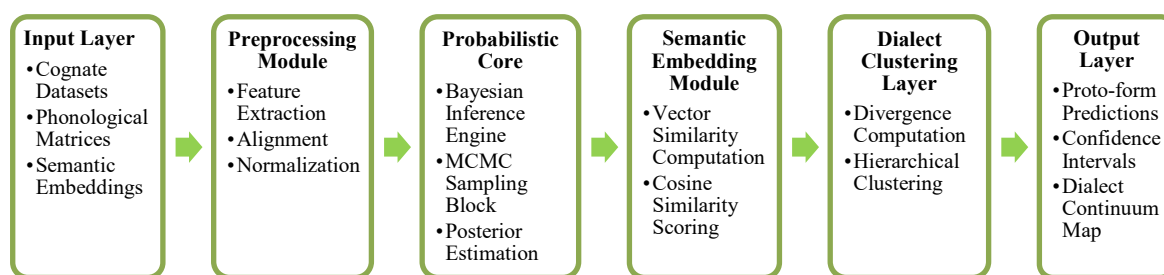 Input Layer
•Cognate
Datasets
•Phonological
Matrices
•Semantic
Embeddings
Preprocessing
Module
•Feature
Extraction
•Alignment
•Normalization
Probabilistic
Core
•Bayesian
Inference
Engine
•MCMC
Sampling
Block
•Posterior
Estimation
Semantic
Embedding
Module
•Vector
Similarity
Computation
•Cosine
Similarity
Scoring
Dialect
Clustering
Layer
•Divergence
Computation
•Hierarchical
Clustering
Output
Layer
•Proto-form
Predictions
•Confidence
Intervals
•Dialect
Continuum
Map